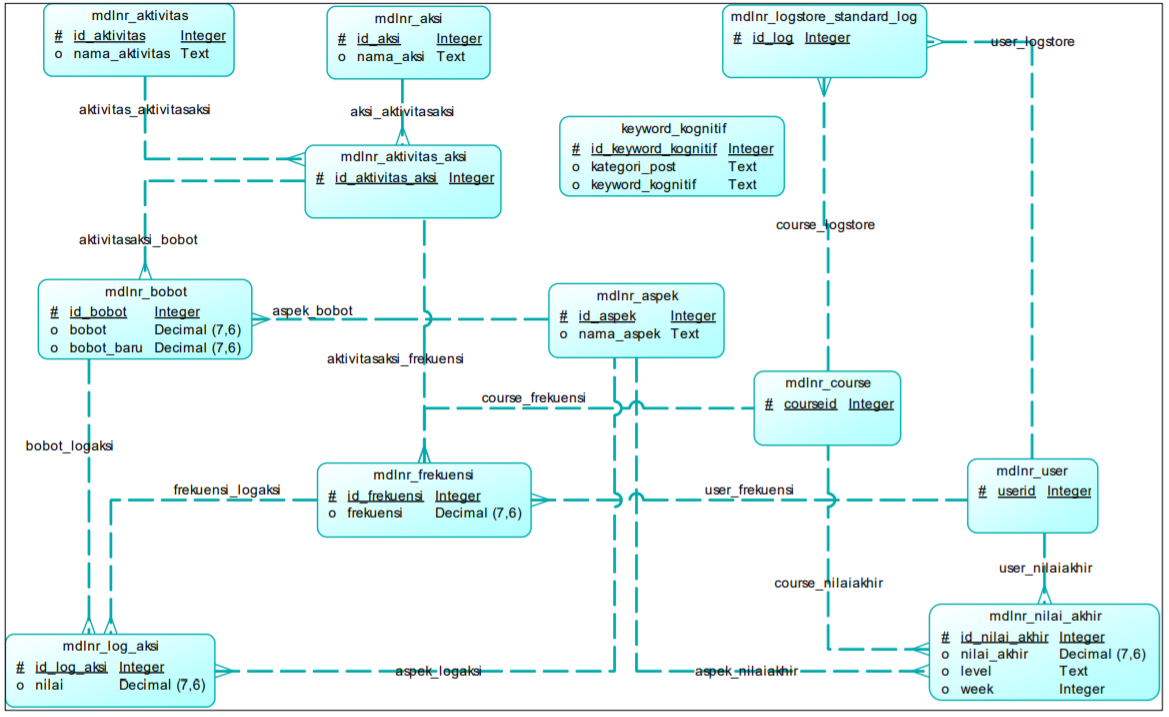 mdlnr_aktivitas
# id_aktivitas Integer
o nama_aktivitas Text
mdlnr_aksi
# id_aksi Integer
o nama_aksi Text
mdlnr_logstore_standard_log
# id_log Integer
user_logstore
aktivitas_aktivitasaksi
aksi_aktivitasaksi
keyword_kognitif
# id_keyword_kognitif Integer
o kategori_post Text
o keyword_kognitif Text
mdlnr_aktivitas_aksi
# id_aktivitas_aksi Integer
course_logstore
aktivitasaksi_bobot
mdlnr_bobot
# id_bobot Integer
o bobot Decimal (7,6)
o bobot_baru Decimal (7,6)
aspek_bobot
mdlnr_aspek
# id_aspek Integer
o nama_aspek Text
aktivitasaksi_frekuensi
course_frekuensi
mdlnr_course
# courseid Integer
bobot_logaksi
mdlnr_frekuensi
# id_frekuensi Integer
o frekuensi Decimal (7,6)
frekuensi_logaksi
user_frekuensi
mdlnr_user
# userid Integer
course_nilaiakhir
user_nilaiakhir
mdlnr_log_aksi
# id_log_aksi Integer
o nilai Decimal (7,6)
aspek_logaksi
aspek_nilaiakhir
mdlnr_nilai_akhir
# id_nilai_akhir Integer
o nilai_akhir Decimal (7,6)
o level Text
o week Integer